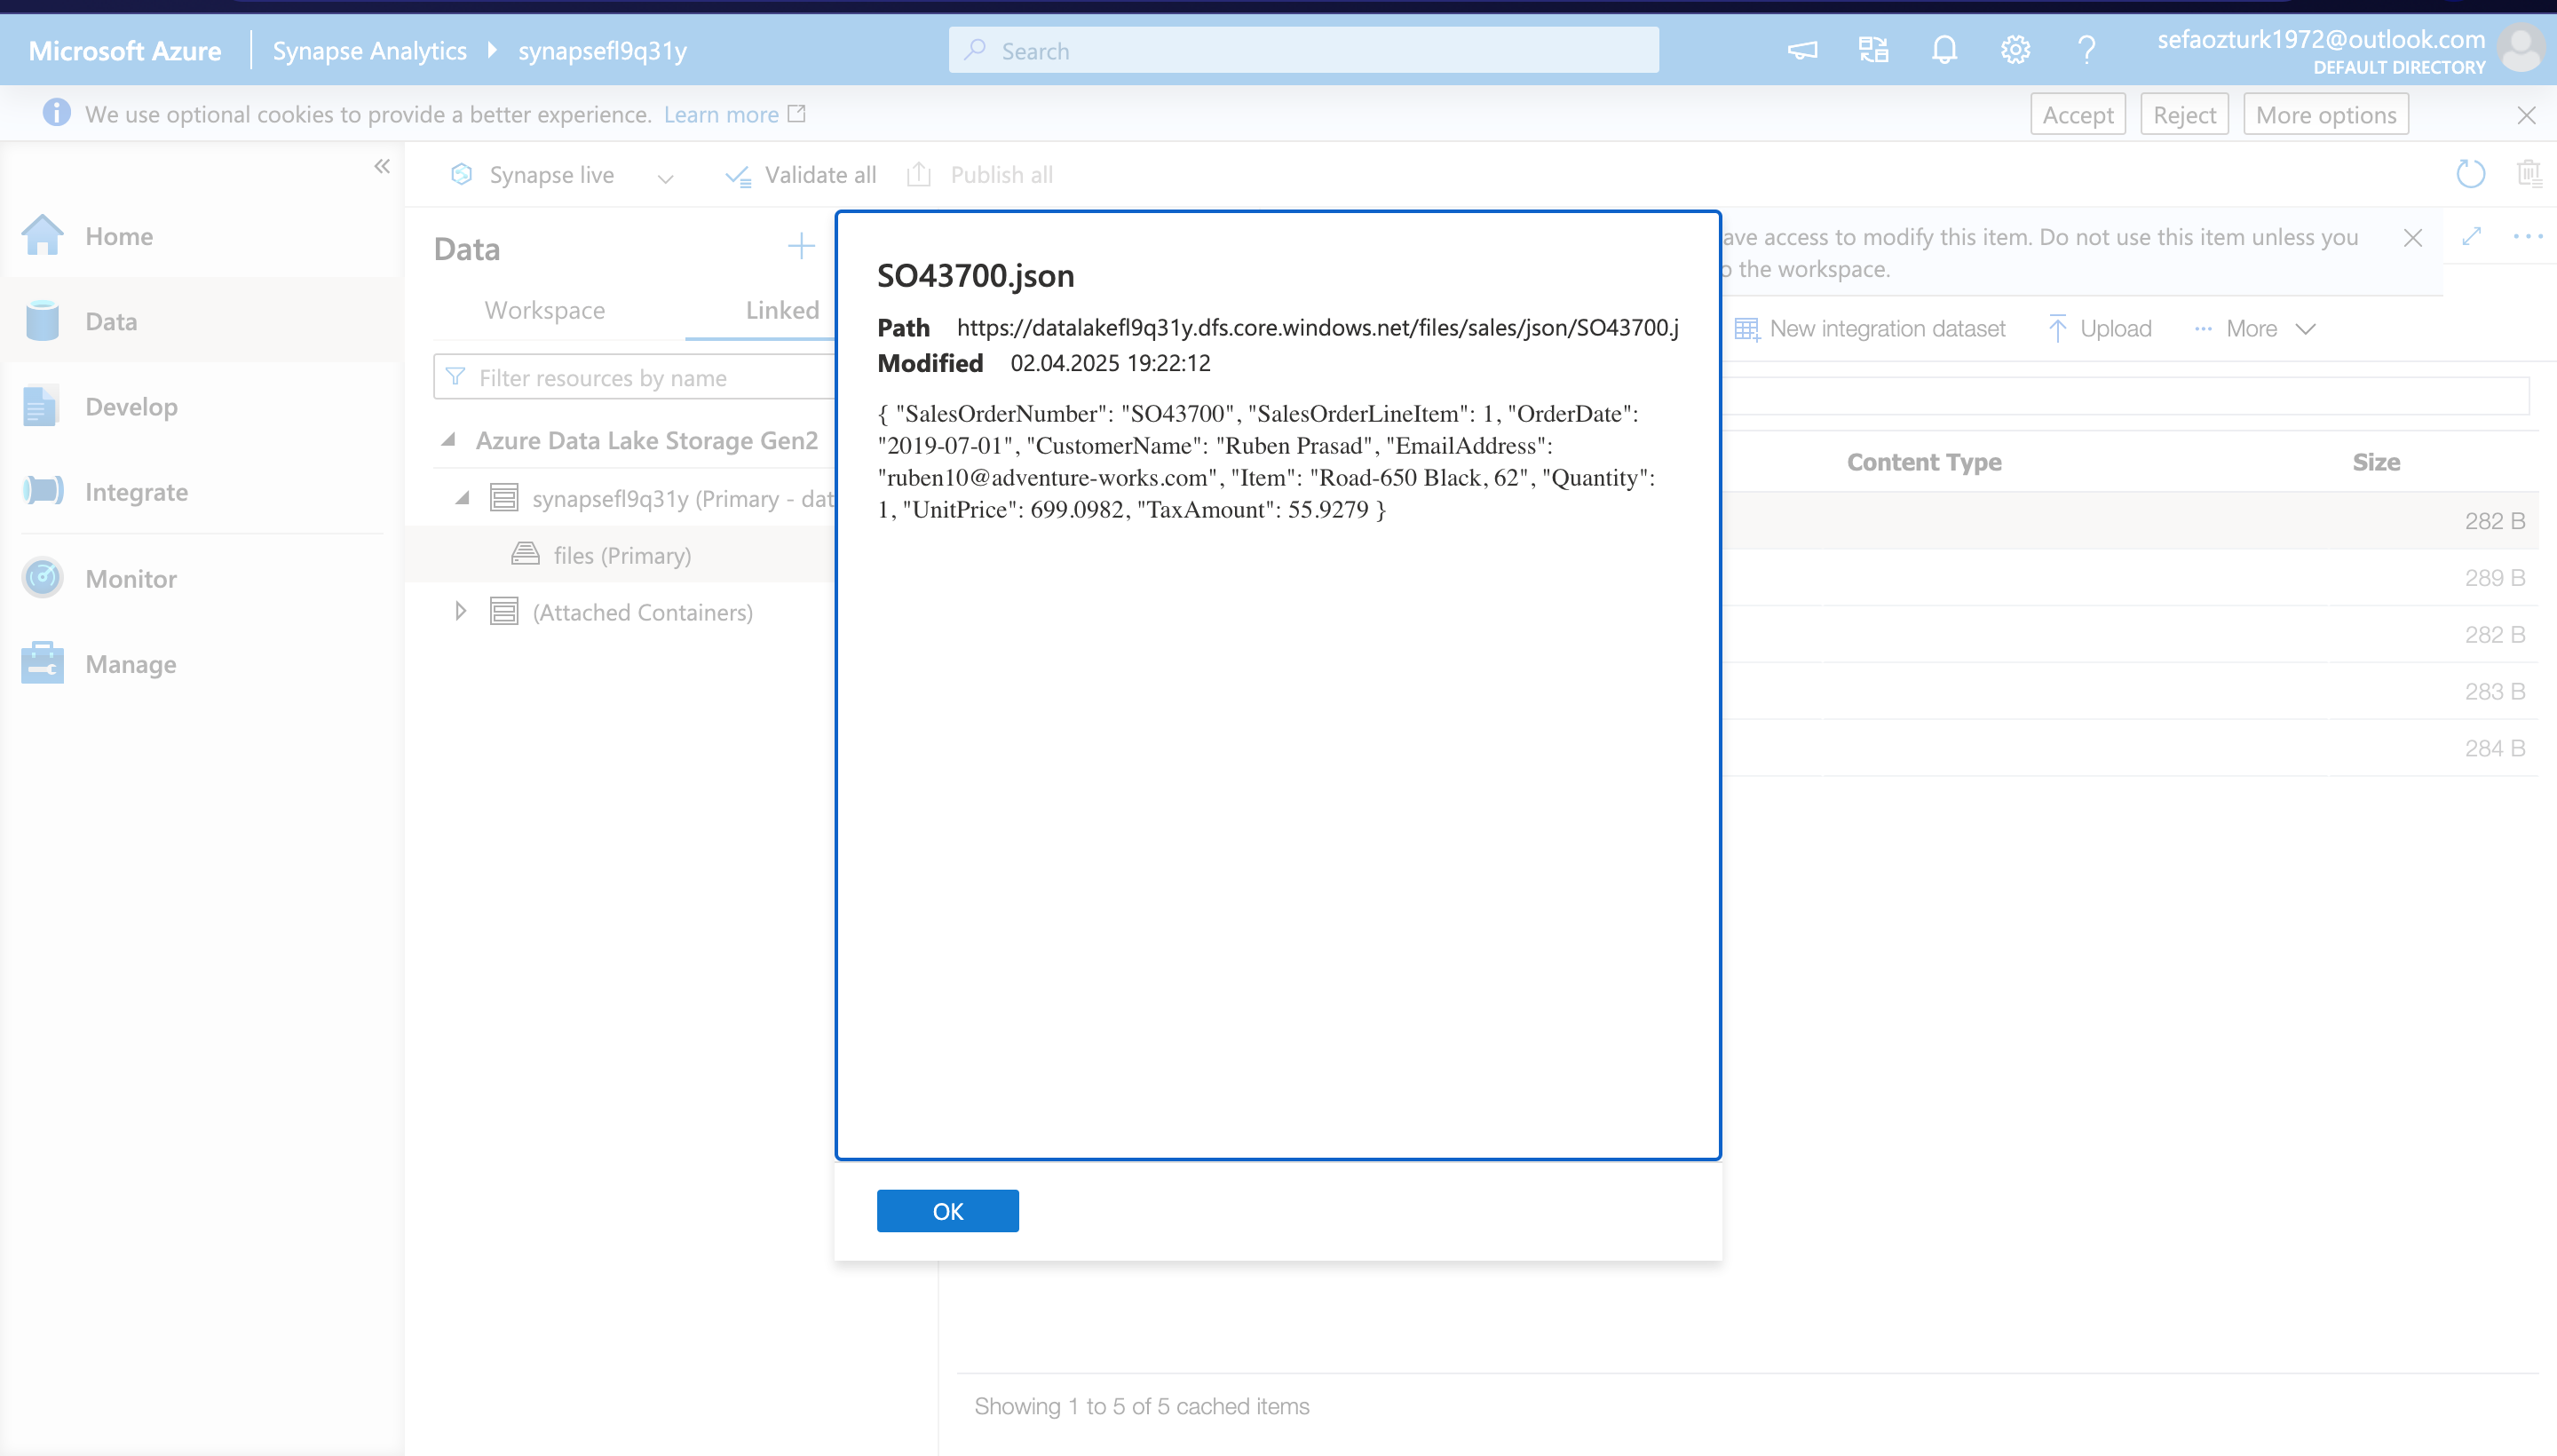 Microsoft Azure
Synapse Analytics
synapsefl9q31y
Search
sefaozturk1972@outlook.com
DEFAULT DIRECTORY
We use optional cookies to provide a better experience. Learn more
Accept
Reject
More options
Synapse live
Validate all
Publish all
Home
Data
Develop
Integrate
Monitor
Manage
Data
Workspace
Linked
Filter resources by name
Azure Data Lake Storage Gen2
synapsefl9q31y (Primary - dat
files (Primary)
(Attached Containers)
SO43700.json
Path https://datalakefl9q31y.dfs.core.windows.net/files/sales/json/SO43700.j
Modified 02.04.2025 19:22:12
{ "SalesOrderNumber": "SO43700", "SalesOrderLineItem": 1, "OrderDate":
"2019-07-01", "CustomerName": "Ruben Prasad", "EmailAddress":
"ruben10@adventure-works.com", "Item": "Road-650 Black, 62", "Quantity":
1, "UnitPrice": 699.0982, "TaxAmount": 55.9279 }
OK
ave access to modify this item. Do not use this item unless you
o the workspace.
New integration dataset
Upload
More
Content Type
Size
282 B
289 B
282 B
283 B
284 B
Showing 1 to 5 of 5 cached items